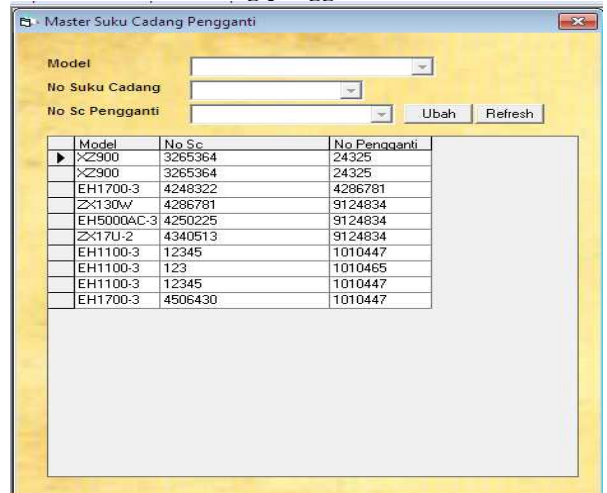 Master Suku Cadang Pengganti
Model
No Suku Cadang
No Sc Pengganti Ubah Refresh
Model No Sc No Pengganti
XZ900 3265364 24325
XZ900 3265364 24325
EH1700-3 4248322 4286781
ZX130W 4286781 9124834
EH5000AC-3 4250225 9124834
ZX17U-2 4340513 9124834
EH1100-3 12345 1010447
EH1100-3 123 1010465
EH1100-3 12345 1010447
EH1700-3 4506430 1010447